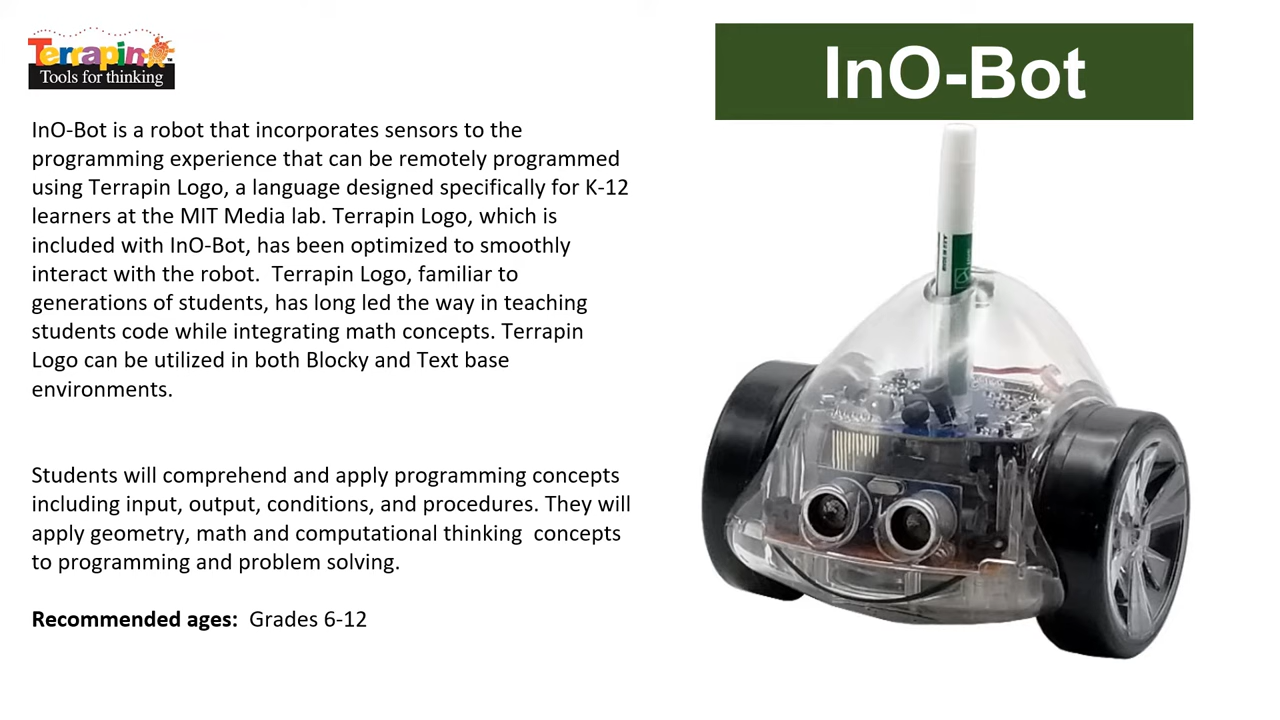 Terrapin
Tools for thinking
InO-Bot
InO-Bot is a robot that incorporates sensors to the
programming experience that can be remotely programmed
using Terrapin Logo, a language designed specifically for K-12
learners at the MIT Media lab. Terrapin Logo, which is
included with InO-Bot, has been optimized to smoothly
interact with the robot.  Terrapin Logo, familiar to
generations of students, has long led the way in teaching
students code while integrating math concepts. Terrapin
Logo can be utilized in both Blocky and Text base
environments.
Students will comprehend and apply programming concepts
including input, output, conditions, and procedures. They will
apply geometry, math and computational thinking  concepts
to programming and problem solving.
Recommended ages:  Grades 6-12